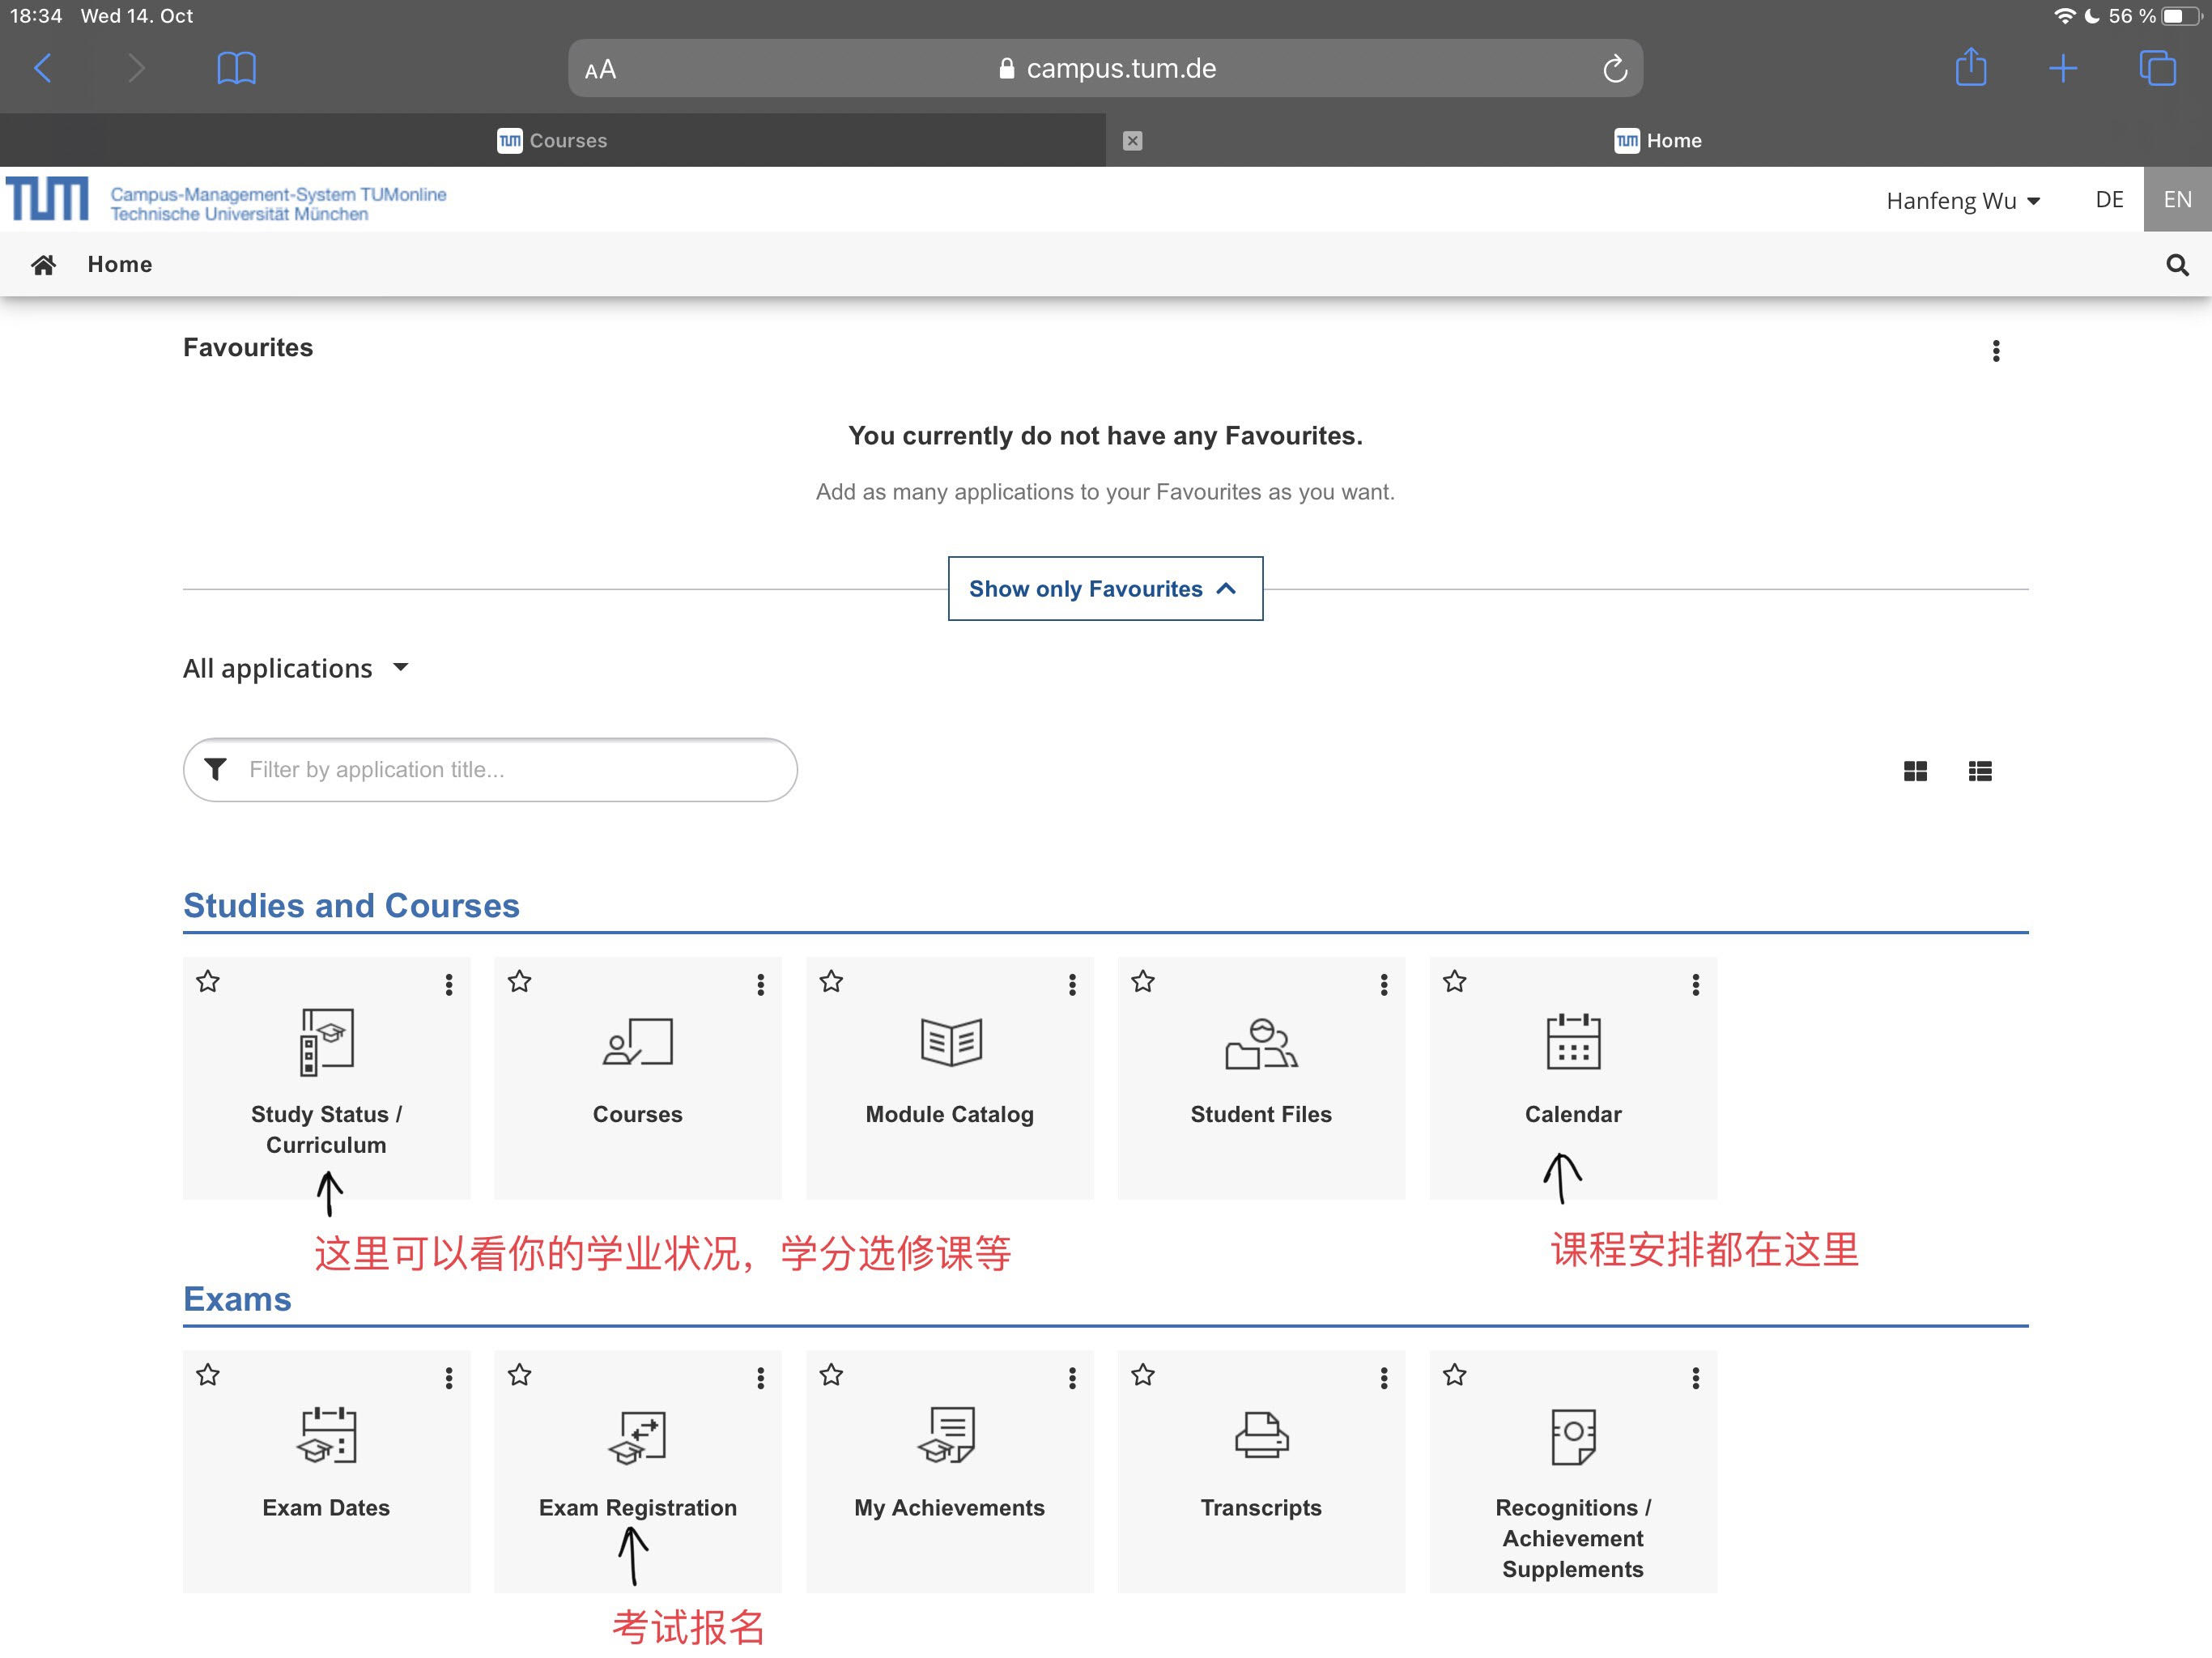 18:34 Wed 14. Oct
56 %
AA
campus.tum.de
TUM Courses
TUM Home
TUM
Campus-Management-System TUMonline
Technische Universität München
Hanfeng Wu
DE
EN
Home
Favourites
You currently do not have any Favourites.
Add as many applications to your Favourites as you want.
Show only Favourites
All applications
Filter by application title...
Studies and Courses
Study Status /
Curriculum
Courses
Module Catalog
Student Files
Calendar
这里可以看你的学业状况，学分选修课等
课程安排都在这里
Exams
Exam Dates
Exam Registration
My Achievements
Transcripts
Recognitions /
Achievement
Supplements
考试报名